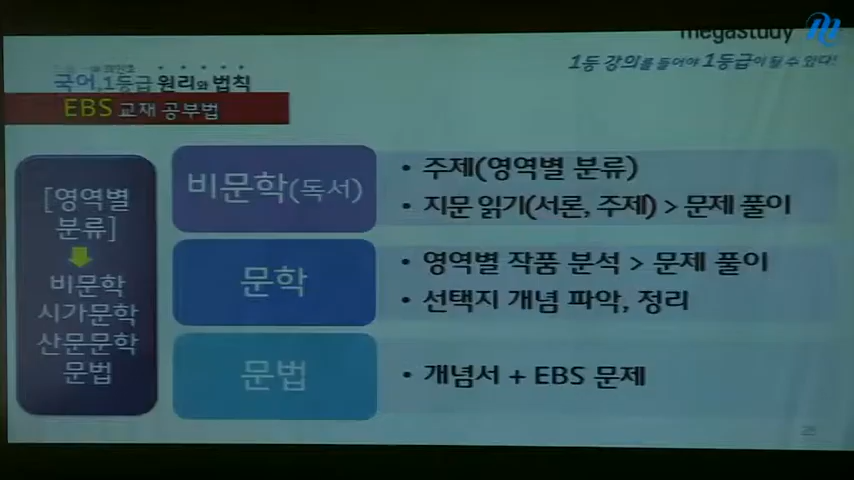 megastudy
1등 강의를 들어야 1등급이 될 수 있다!
국어, 1등급 원리와 법칙
EBS 교재 공부법
[영역별
분류]
비문학
시가문학
산문문학
문법
비문학(독서)
• 주제(영역별 분류)
• 지문 읽기(서론, 주제) > 문제 풀이
문학
• 영역별 작품 분석 > 문제 풀이
• 선택지 개념 파악, 정리
문법
• 개념서 + EBS 문제